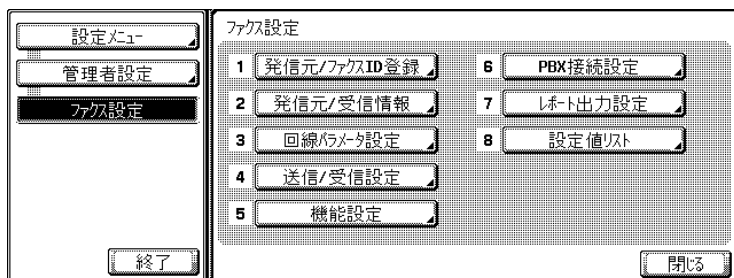 設定メニュー
管理者設定
ファクス設定
終了
ファクス設定
1 発信元/ファクスID登録
2 発信元/受信情報
3 回線パラメータ設定
4 送信/受信設定
5 機能設定
6 PBX接続設定
7 レポート出力設定
8 設定値リスト
閉じる